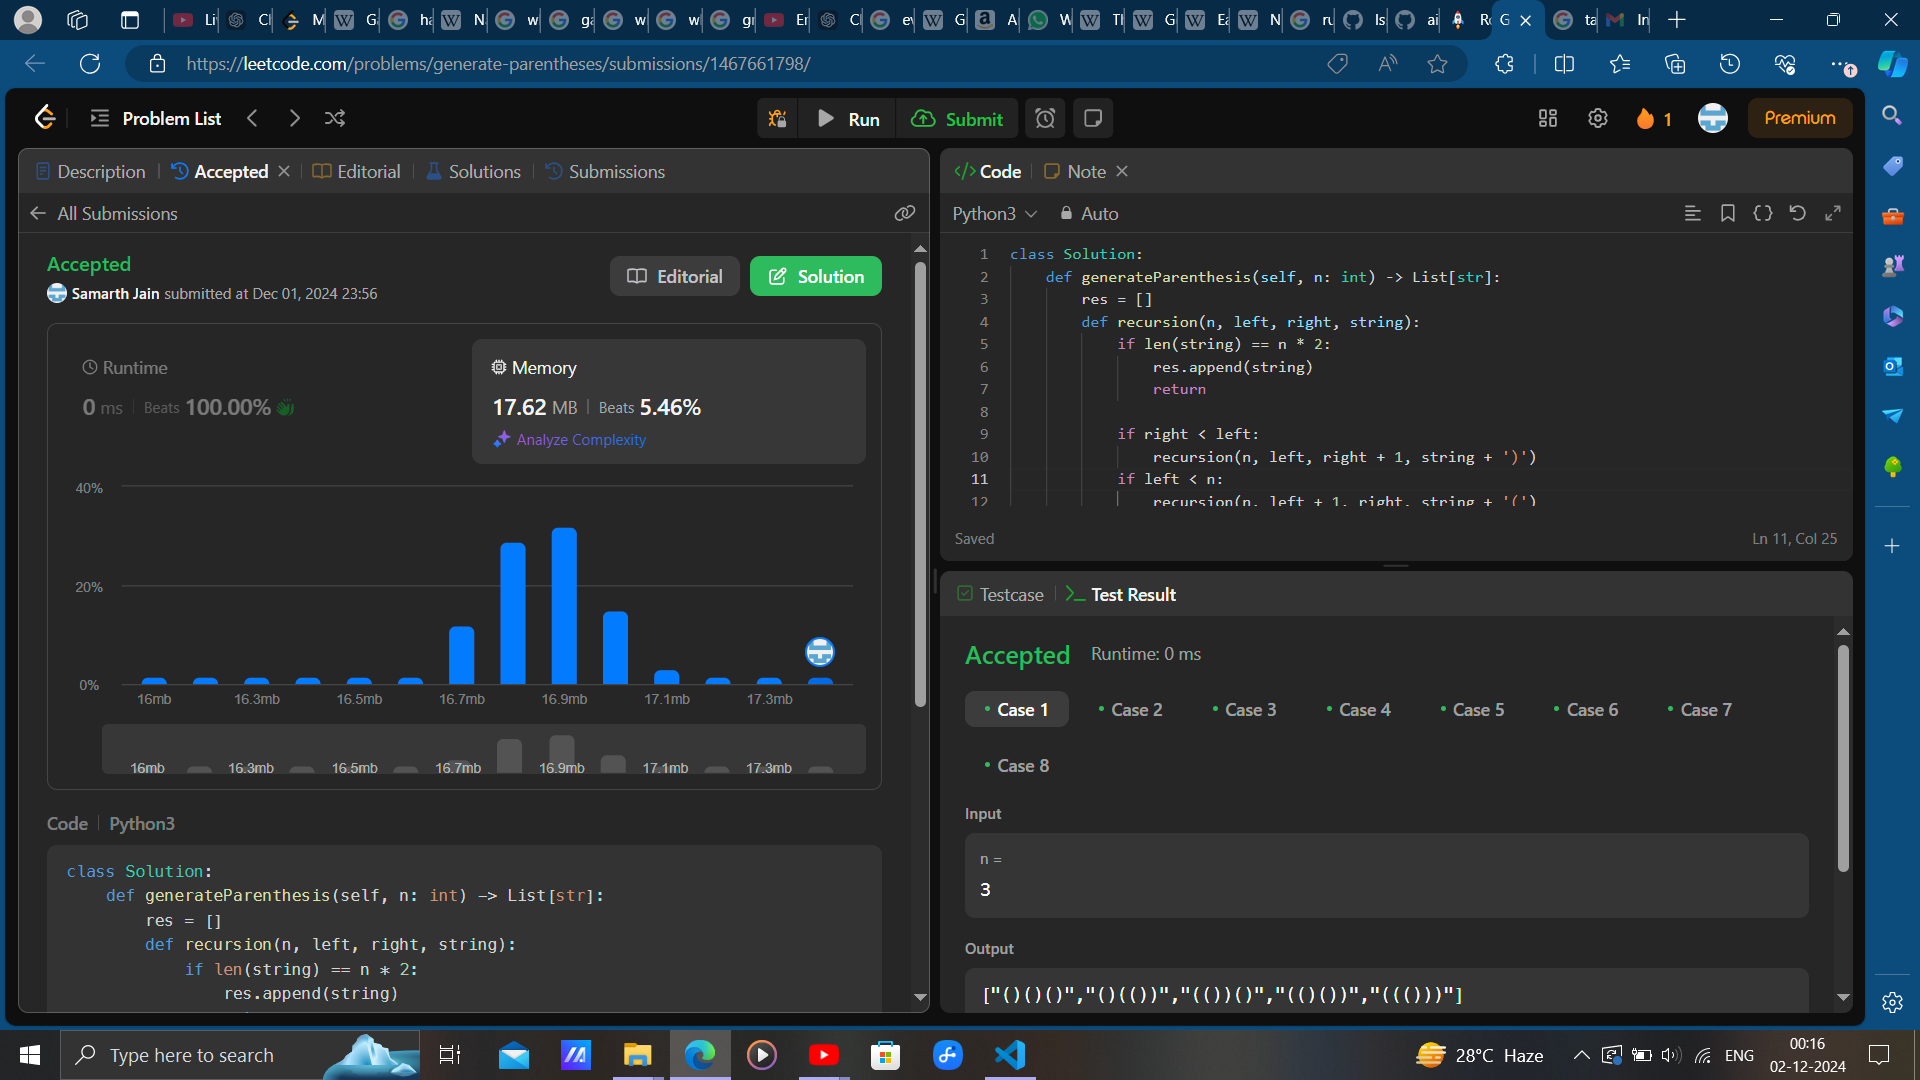 https://leetcode.com/problems/generate-parentheses/submissions/1467661798/
Problem List
Run
Submit
1
Premium
Description
Accepted
Editorial
Solutions
Submissions
All Submissions
Accepted
Samarth Jain submitted at Dec 01, 2024 23:56
Editorial
Solution
Runtime
0 ms
Beats 100.00%
Memory
17.62 MB
Beats 5.46%
Analyze Complexity
40%
20%
0%
16mb 16.3mb 16.5mb 16.7mb 16.9mb 17.1mb 17.3mb
16mb 16.3mb 16.5mb 16.7mb 16.9mb 17.1mb 17.3mb
Code Python3
class Solution:
def generateParenthesis(self, n: int) -> List[str]:
res = []
def recursion(n, left, right, string):
if len(string) == n * 2:
res.append(string)
Code
Note
Python3
Auto
1 class Solution:
2 def generateParenthesis(self, n: int) -> List[str]:
3 res = []
4 def recursion(n, left, right, string):
5 if len(string) == n * 2:
6 res.append(string)
7 return
8
9 if right < left:
10 recursion(n, left, right + 1, string + ')')
11 if left < n:
12 recursion(n, left + 1, right, string + '(')
Saved
Ln 11, Col 25
Testcase
Test Result
Accepted
Runtime: 0 ms
Case 1
Case 2
Case 3
Case 4
Case 5
Case 6
Case 7
Case 8
Input
n =
3
Output
["()()()","()(())","(())()","(()())","((()))"]
Type here to search
28°C Haze
ENG
00:16
02-12-2024